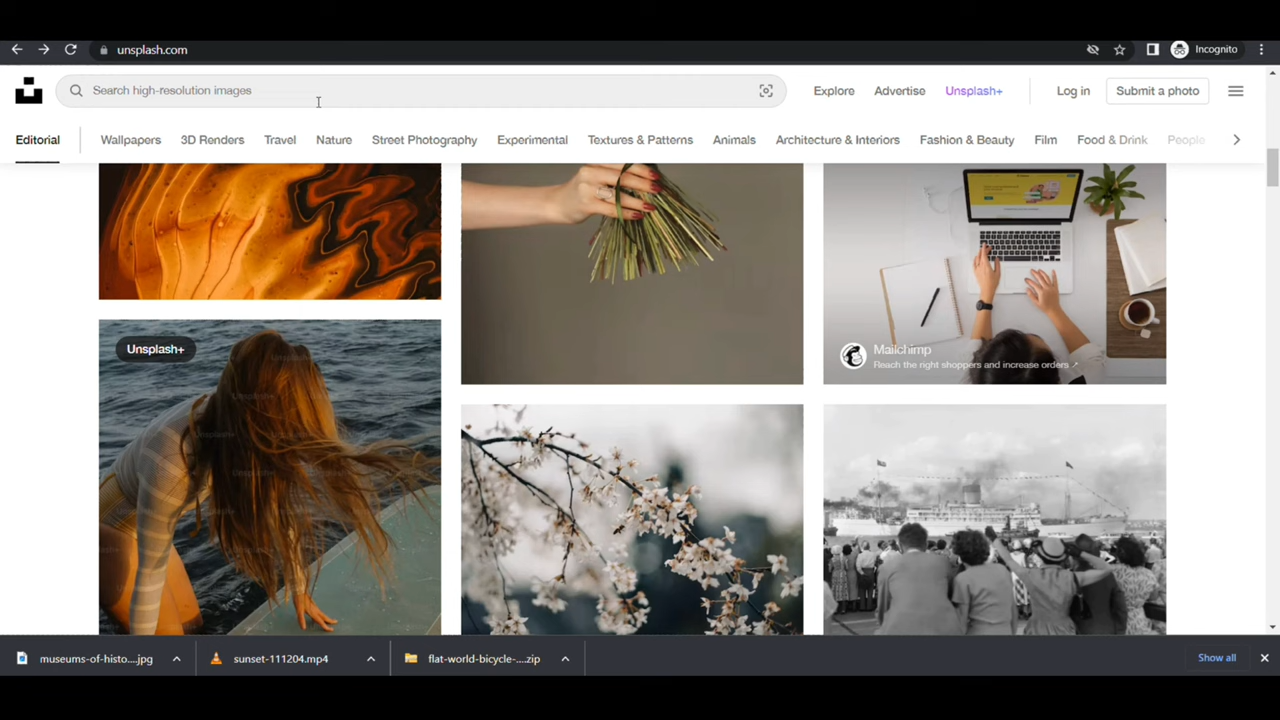 unsplash.com
Incognito
Search high-resolution images
Explore
Advertise
Unsplash+
Log in
Submit a photo
Editorial
Wallpapers
3D Renders
Travel
Nature
Street Photography
Experimental
Textures & Patterns
Animals
Architecture & Interiors
Fashion & Beauty
Film
Food & Drink
People
Unsplash+
Mailchimp
Reach the right shoppers and increase orders ↗
museums-of-histo....jpg
sunset-111204.mp4
flat-world-bicycle-....zip
Show all